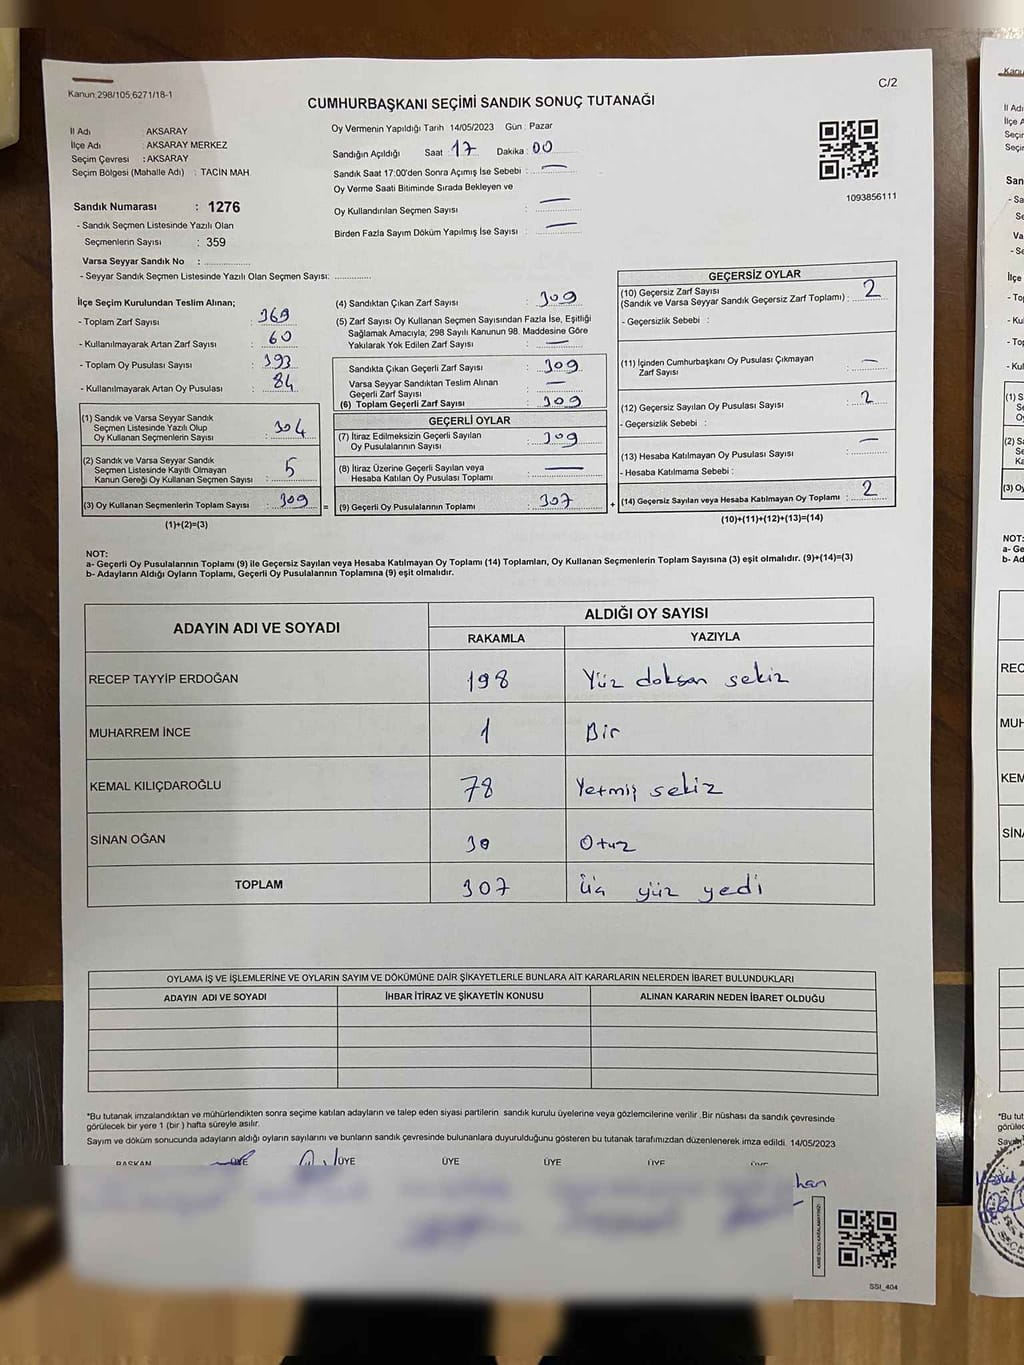 Kanun;298/105;6271/18-1
C/2
CUMHURBAŞKANI SEÇİMİ SANDIK SONUÇ TUTANAĞI
İl Adı : AKSARAY
İlçe Adı : AKSARAY MERKEZ
Seçim Çevresi : AKSARAY
Seçim Bölgesi (Mahalle Adı) : TACİN MAH.
Sandık Numarası : 1276
- Sandık Seçmen Listesinde Yazılı Olan
Seçmenlerin Sayısı : 359
Varsa Seyyar Sandık No :
- Seyyar Sandık Seçmen Listesinde Yazılı Olan Seçmen Sayısı:
Oy Vermenin Yapıldığı Tarih 14/05/2023 Gün : Pazar
Sandığın Açıldığı Saat : 17 Dakika : 00
Sandık Saat 17:00'den Sonra Açımış İse Sebebi : —
Oy Verme Saati Bitiminde Sırada Bekleyen ve
Oy Kullandırılan Seçmen Sayısı : —
Birden Fazla Sayım Döküm Yapılmış İse Sayısı : —
1093856111
İlçe Seçim Kurulundan Teslim Alınan;
- Toplam Zarf Sayısı : 369
- Kullanılmayarak Artan Zarf Sayısı : 60
- Toplam Oy Pusulası Sayısı : 393
- Kullanılmayarak Artan Oy Pusulası : 84
(1) Sandık ve Varsa Seyyar Sandık
Seçmen Listesinde Yazılı Olup
Oy Kullanan Seçmenlerin Sayısı : 304
(2) Sandık ve Varsa Seyyar Sandık
Seçmen Listesinde Kayıtlı Olmayan
Kanun Gereği Oy Kullanan Seçmen Sayısı : 5
(3) Oy Kullanan Seçmenlerin Toplam Sayısı : 309 =
(1)+(2)=(3)
(4) Sandıktan Çıkan Zarf Sayısı : 309
(5) Zarf Sayısı Oy Kullanan Seçmen Sayısından Fazla İse, Eşitliği
Sağlamak Amacıyla; 298 Sayılı Kanunun 98. Maddesine Göre
Yakılarak Yok Edilen Zarf Sayısı : —
Sandıkta Çıkan Geçerli Zarf Sayısı : 309
Varsa Seyyar Sandıktan Teslim Alınan
Geçerli Zarf Sayısı : —
(6) Toplam Geçerli Zarf Sayısı : 309
GEÇERLİ OYLAR
(7) İtiraz Edilmeksizin Geçerli Sayılan
Oy Pusulalarının Sayısı : 309
(8) İtiraz Üzerine Geçerli Sayılan veya
Hesaba Katılan Oy Pusulası Toplamı : —
(9) Geçerli Oy Pusulalarının Toplamı : 307 +
GEÇERSİZ OYLAR
(10) Geçersiz Zarf Sayısı
(Sandık ve Varsa Seyyar Sandık Geçersiz Zarf Toplamı) : 2
- Geçersizlik Sebebi :
(11) İçinden Cumhurbaşkanı Oy Pusulası Çıkmayan
Zarf Sayısı : —
(12) Geçersiz Sayılan Oy Pusulası Sayısı : 2
- Geçersizlik Sebebi :
(13) Hesaba Katılmayan Oy Pusulası Sayısı : —
- Hesaba Katılmama Sebebi :
(14) Geçersiz Sayılan veya Hesaba Katılmayan Oy Toplamı : 2
(10)+(11)+(12)+(13)=(14)
NOT:
a- Geçerli Oy Pusulalarının Toplamı (9) ile Geçersiz Sayılan veya Hesaba Katılmayan Oy Toplamı (14) Toplamları, Oy Kullanan Seçmenlerin Toplam Sayısına (3) eşit olmalıdır. (9)+(14)=(3)
b- Adayların Aldığı Oyların Toplamı, Geçerli Oy Pusulalarının Toplamına (9) eşit olmalıdır.
ADAYIN ADI VE SOYADI ALDIĞI OY SAYISI
RAKAMLA YAZIYLA
RECEP TAYYİP ERDOĞAN 198 Yüz doksan sekiz
MUHARREM İNCE 1 Bir
KEMAL KILIÇDAROĞLU 78 Yetmiş sekiz
SİNAN OĞAN 30 Otuz
TOPLAM 307 Üç yüz yedi
OYLAMA İŞ VE İŞLEMLERİNE VE OYLARIN SAYIM VE DÖKÜMÜNE DAİR ŞİKAYETLERLE BUNLARA AİT KARARLARIN NELERDEN İBARET BULUNDUKLARI
ADAYIN ADI VE SOYADI İHBAR İTİRAZ VE ŞİKAYETİN KONUSU ALINAN KARARIN NEDEN İBARET OLDUĞU
*Bu tutanak imzalandıktan ve mühürlendikten sonra seçime katılan adayların ve talep eden siyasi partilerin sandık kurulu üyelerine veya gözlemcilerine verilir .Bir nüshası da sandık çevresinde
görülecek bir yere 1 (bir ) hafta süreyle asılır.
Sayım ve döküm sonucunda adayların aldığı oyların sayılarını ve bunların sandık çevresinde bulunanlara duyurulduğunu gösteren bu tutanak tarafımızdan düzenlenerek imza edildi. 14/05/2023
BAŞKAN ÜYE ÜYE ÜYE ÜYE ÜYE ÜYE
han
SSI_404